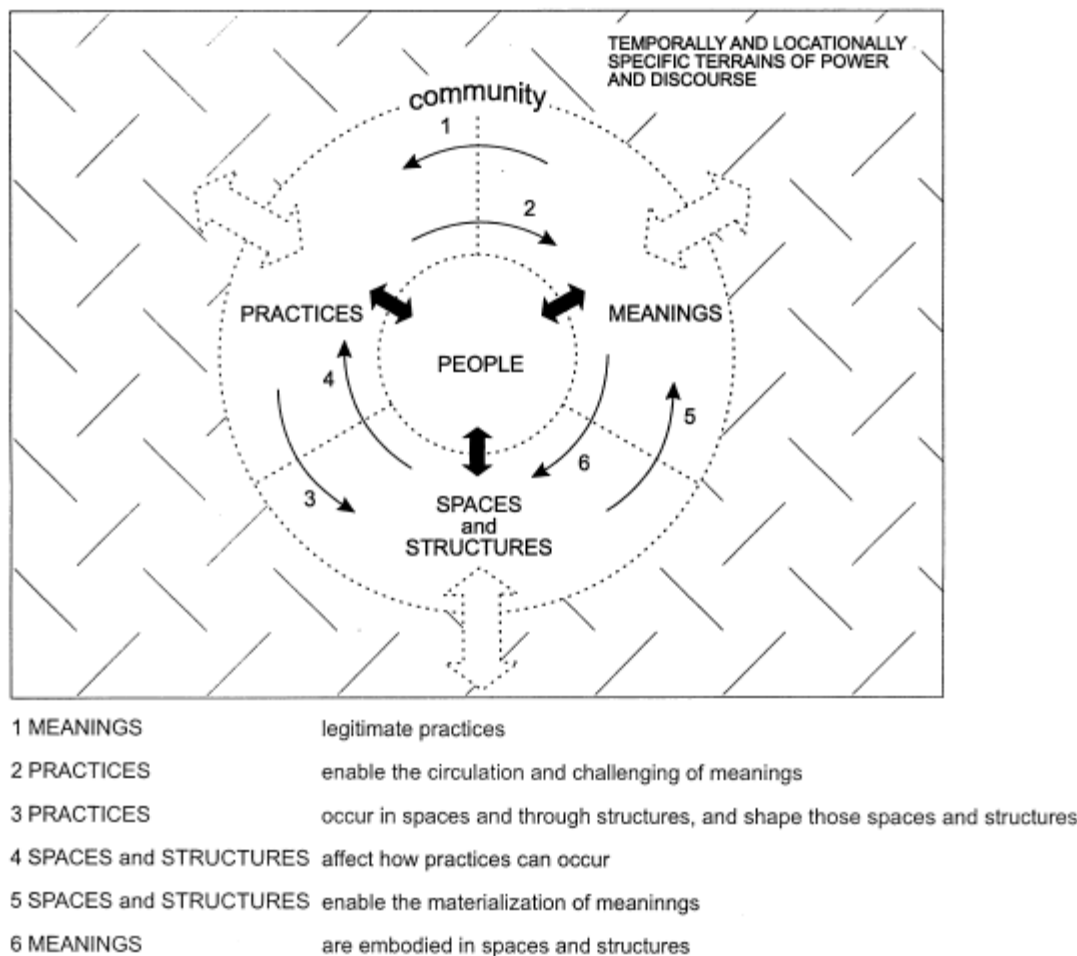 TEMPORALLY AND LOCATIONALLY
SPECIFIC TERRAINS OF POWER
AND DISCOURSE
community
1
2
PRACTICES
MEANINGS
PEOPLE
4
5
6
3
SPACES
and
STRUCTURES
1 MEANINGS legitimate practices
2 PRACTICES enable the circulation and challenging of meanings
3 PRACTICES occur in spaces and through structures, and shape those spaces and structures
4 SPACES and STRUCTURES affect how practices can occur
5 SPACES and STRUCTURES enable the materialization of meaninngs
6 MEANINGS are embodied in spaces and structures